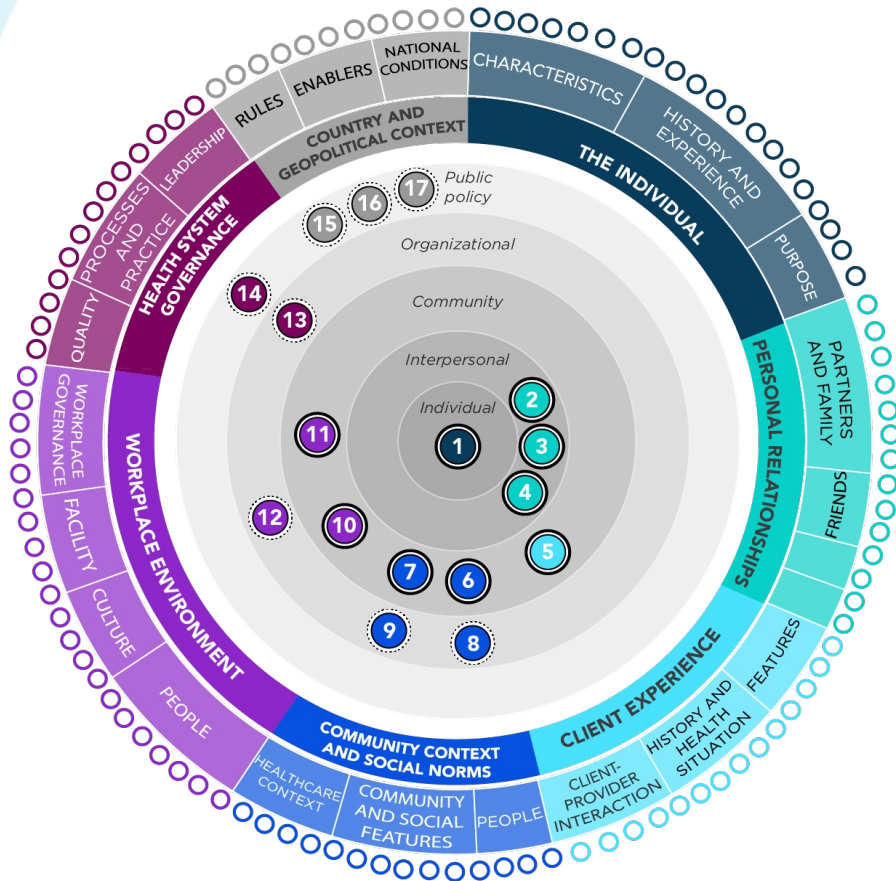 NATIONAL
CONDITIONS
ENABLERS
RULES
COUNTRY AND
GEOPOLITICAL CONTEXT
CHARACTERISTICS
HISTORY AND
EXPERIENCE
PURPOSE
THE INDIVIDUAL
PARTNERS
AND FAMILY
FRIENDS
PERSONAL RELATIONSHIPS
FEATURES
HISTORY AND
HEALTH
SITUATION
CLIENT-
PROVIDER
INTERACTION
CLIENT EXPERIENCE
PEOPLE
COMMUNITY
AND SOCIAL
FEATURES
HEALTHCARE
CONTEXT
COMMUNITY CONTEXT
AND SOCIAL NORMS
PEOPLE
CULTURE
FACILITY
WORKPLACE
GOVERNANCE
WORKPLACE ENVIRONMENT
QUALITY
PROCESSES
AND
PRACTICE
LEADERSHIP
HEALTH SYSTEM
GOVERNANCE
Public
policy
Organizational
Community
Interpersonal
Individual
1
2
3
4
5
6
7
8
9
10
11
12
13
14
15
16
17